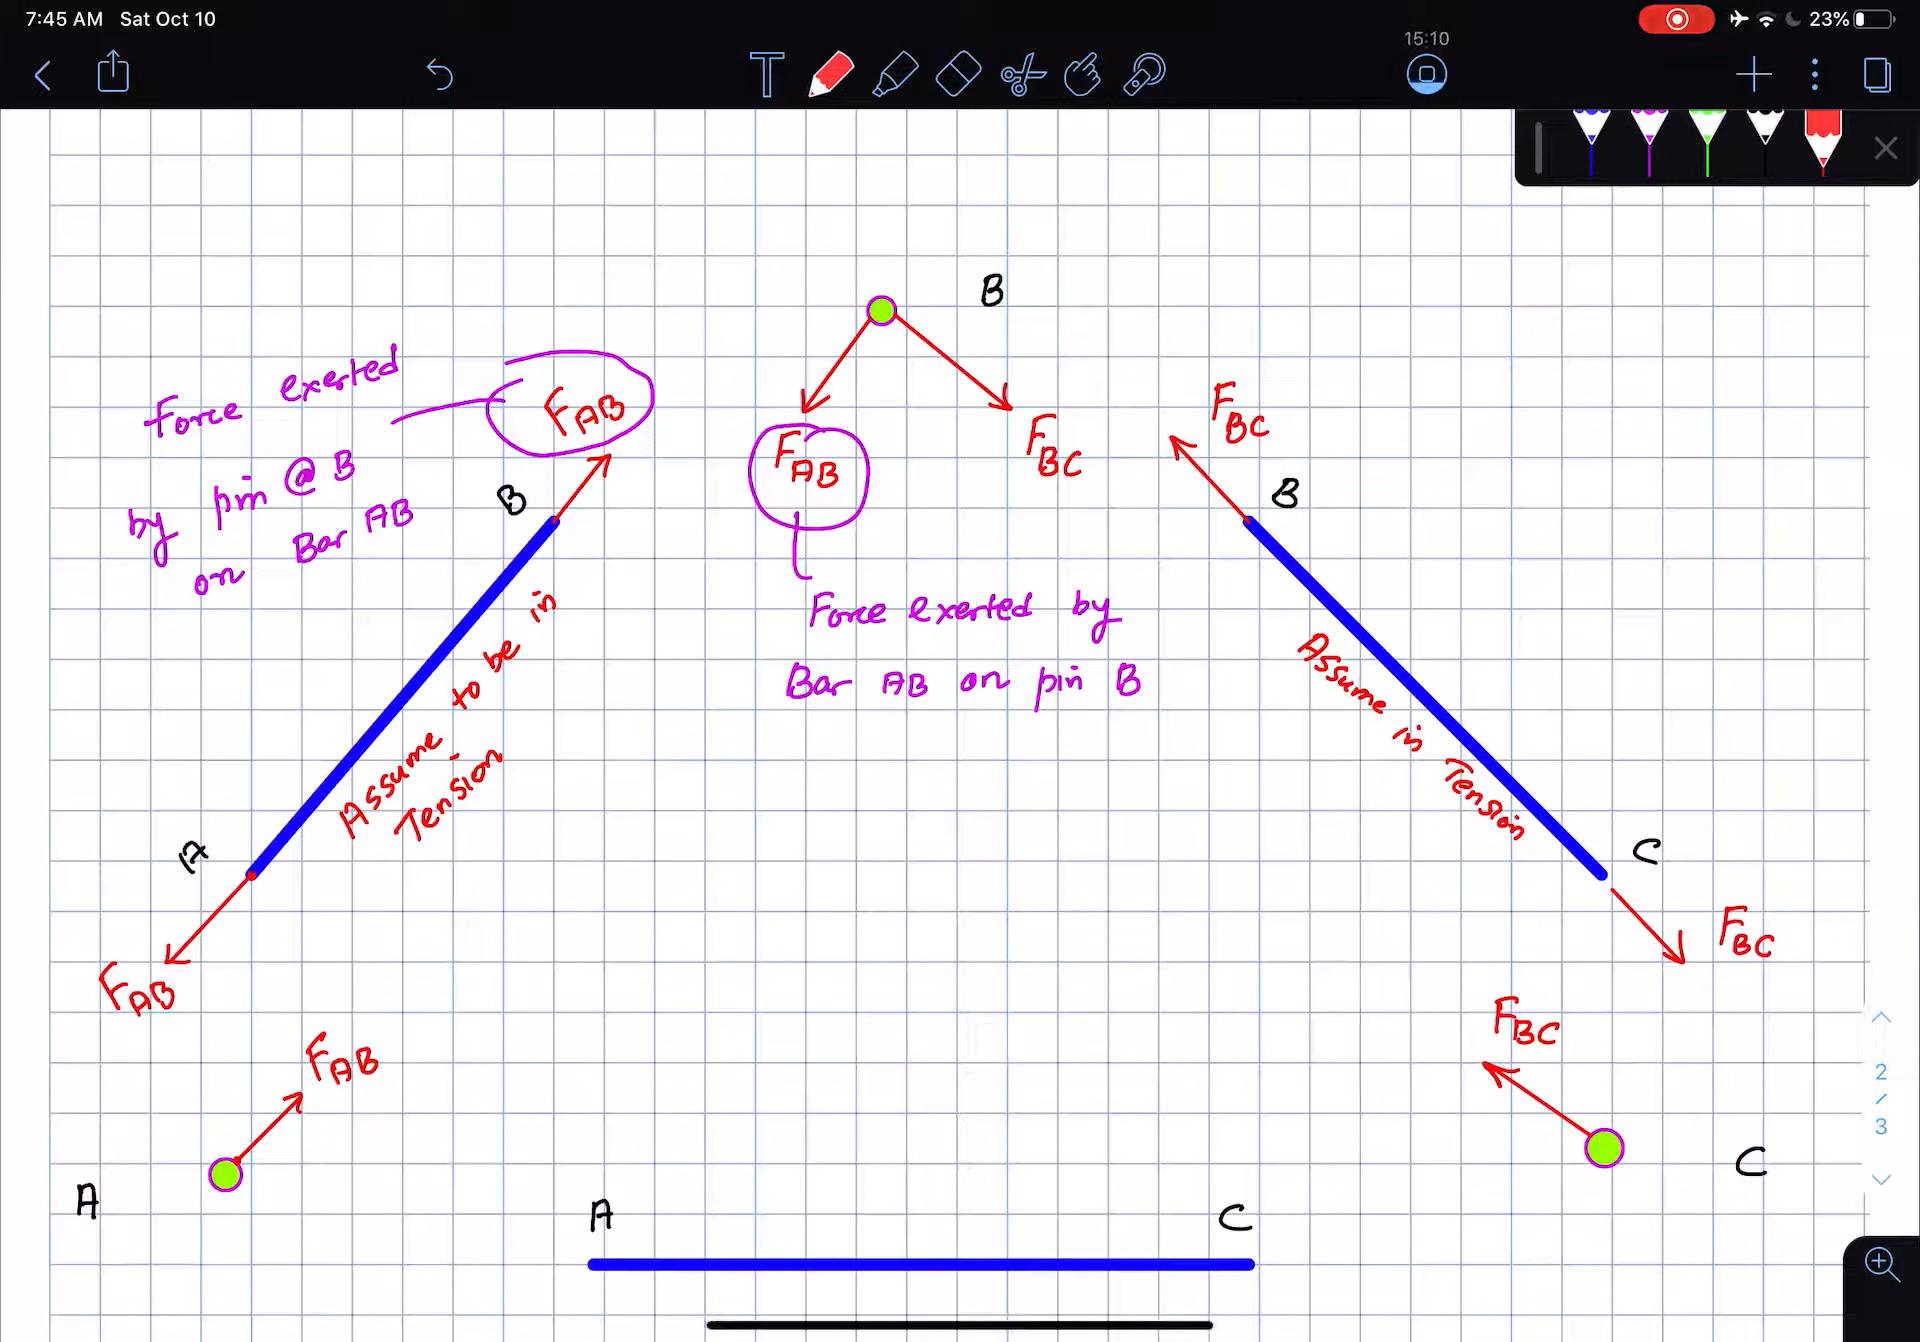 7:45 AM Sat Oct 10
23%
15:10
T
B
Force exerted
by pin @ B
on Bar AB
FAB
FAB
FBC
FBC
B
B
Force exerted by
Bar AB on pin B
Assume to be in
Tension
Assume in Tension
A
C
FAB
FBC
FAB
FBC
2
/
3
A
C
A
C